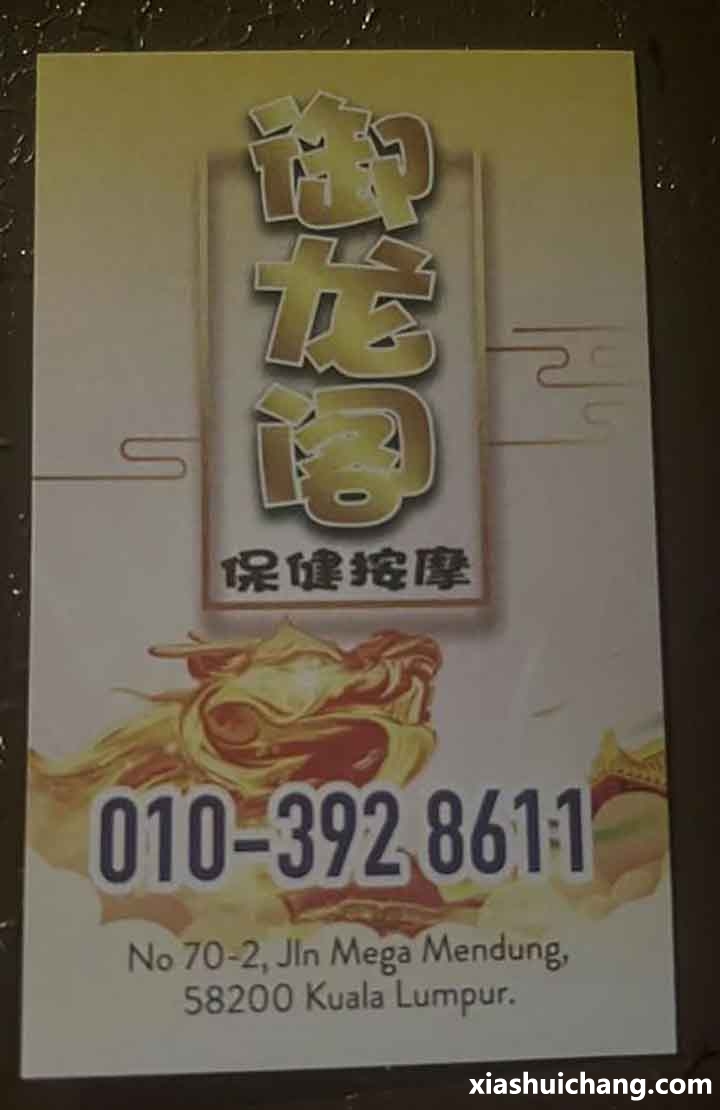 御龙阁
保健按摩
010-392 8611
No 70-2, Jln Mega Mendung,
58200 Kuala Lumpur.
xiashuichang.com